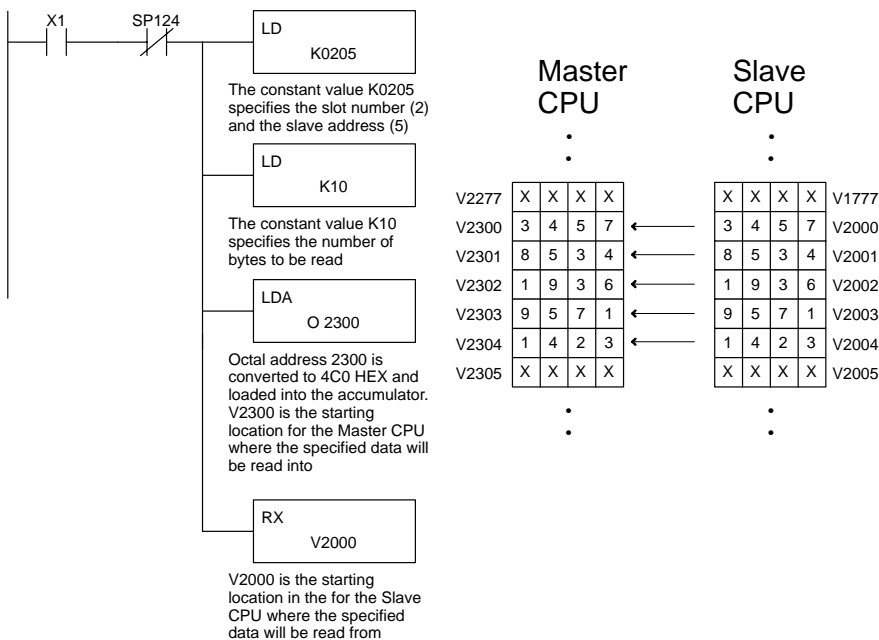 X1 SP124
LD
K0205
The constant value K0205
specifies the slot number (2)
and the slave address (5)
LD
K10
The constant value K10
specifies the number of
bytes to be read
LDA
O 2300
Octal address 2300 is
converted to 4C0 HEX and
loaded into the accumulator.
V2300 is the starting
location for the Master CPU
where the specified data will
be read into
RX
V2000
V2000 is the starting
location in the for the Slave
CPU where the specified
data will be read from
Master
CPU
Slave
CPU
V2277 X X X X X X X X V1777
V2300 3 4 5 7 3 4 5 7 V2000
V2301 8 5 3 4 8 5 3 4 V2001
V2302 1 9 3 6 1 9 3 6 V2002
V2303 9 5 7 1 9 5 7 1 V2003
V2304 1 4 2 3 1 4 2 3 V2004
V2305 X X X X X X X X V2005